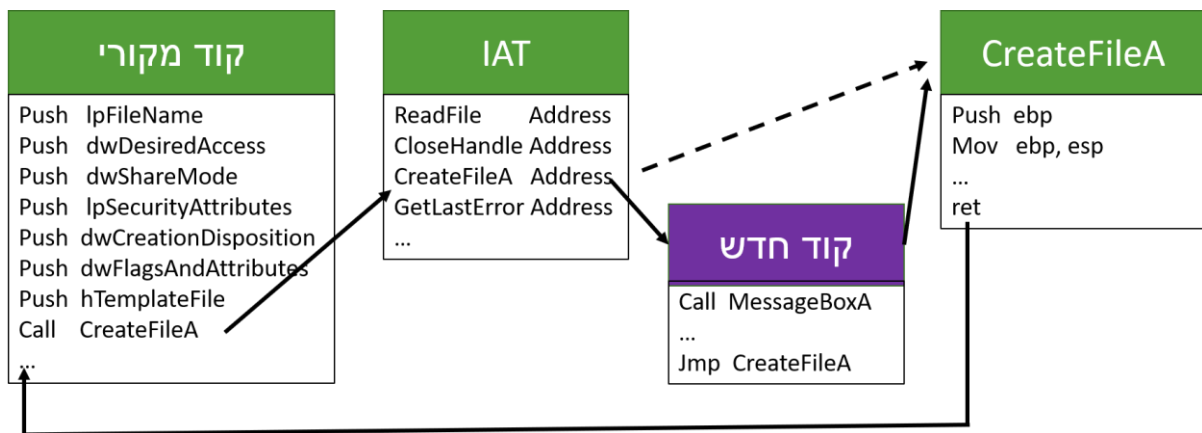 קוד מקורי
Push lpFileName
Push dwDesiredAccess
Push dwShareMode
Push lpSecurityAttributes
Push dwCreationDisposition
Push dwFlagsAndAttributes
Push hTemplateFile
Call CreateFileA
...
IAT
ReadFile Address
CloseHandle Address
CreateFileA Address
GetLastError Address
...
קוד חדש
Call MessageBoxA
...
Jmp CreateFileA
CreateFileA
Push ebp
Mov ebp, esp
...
ret